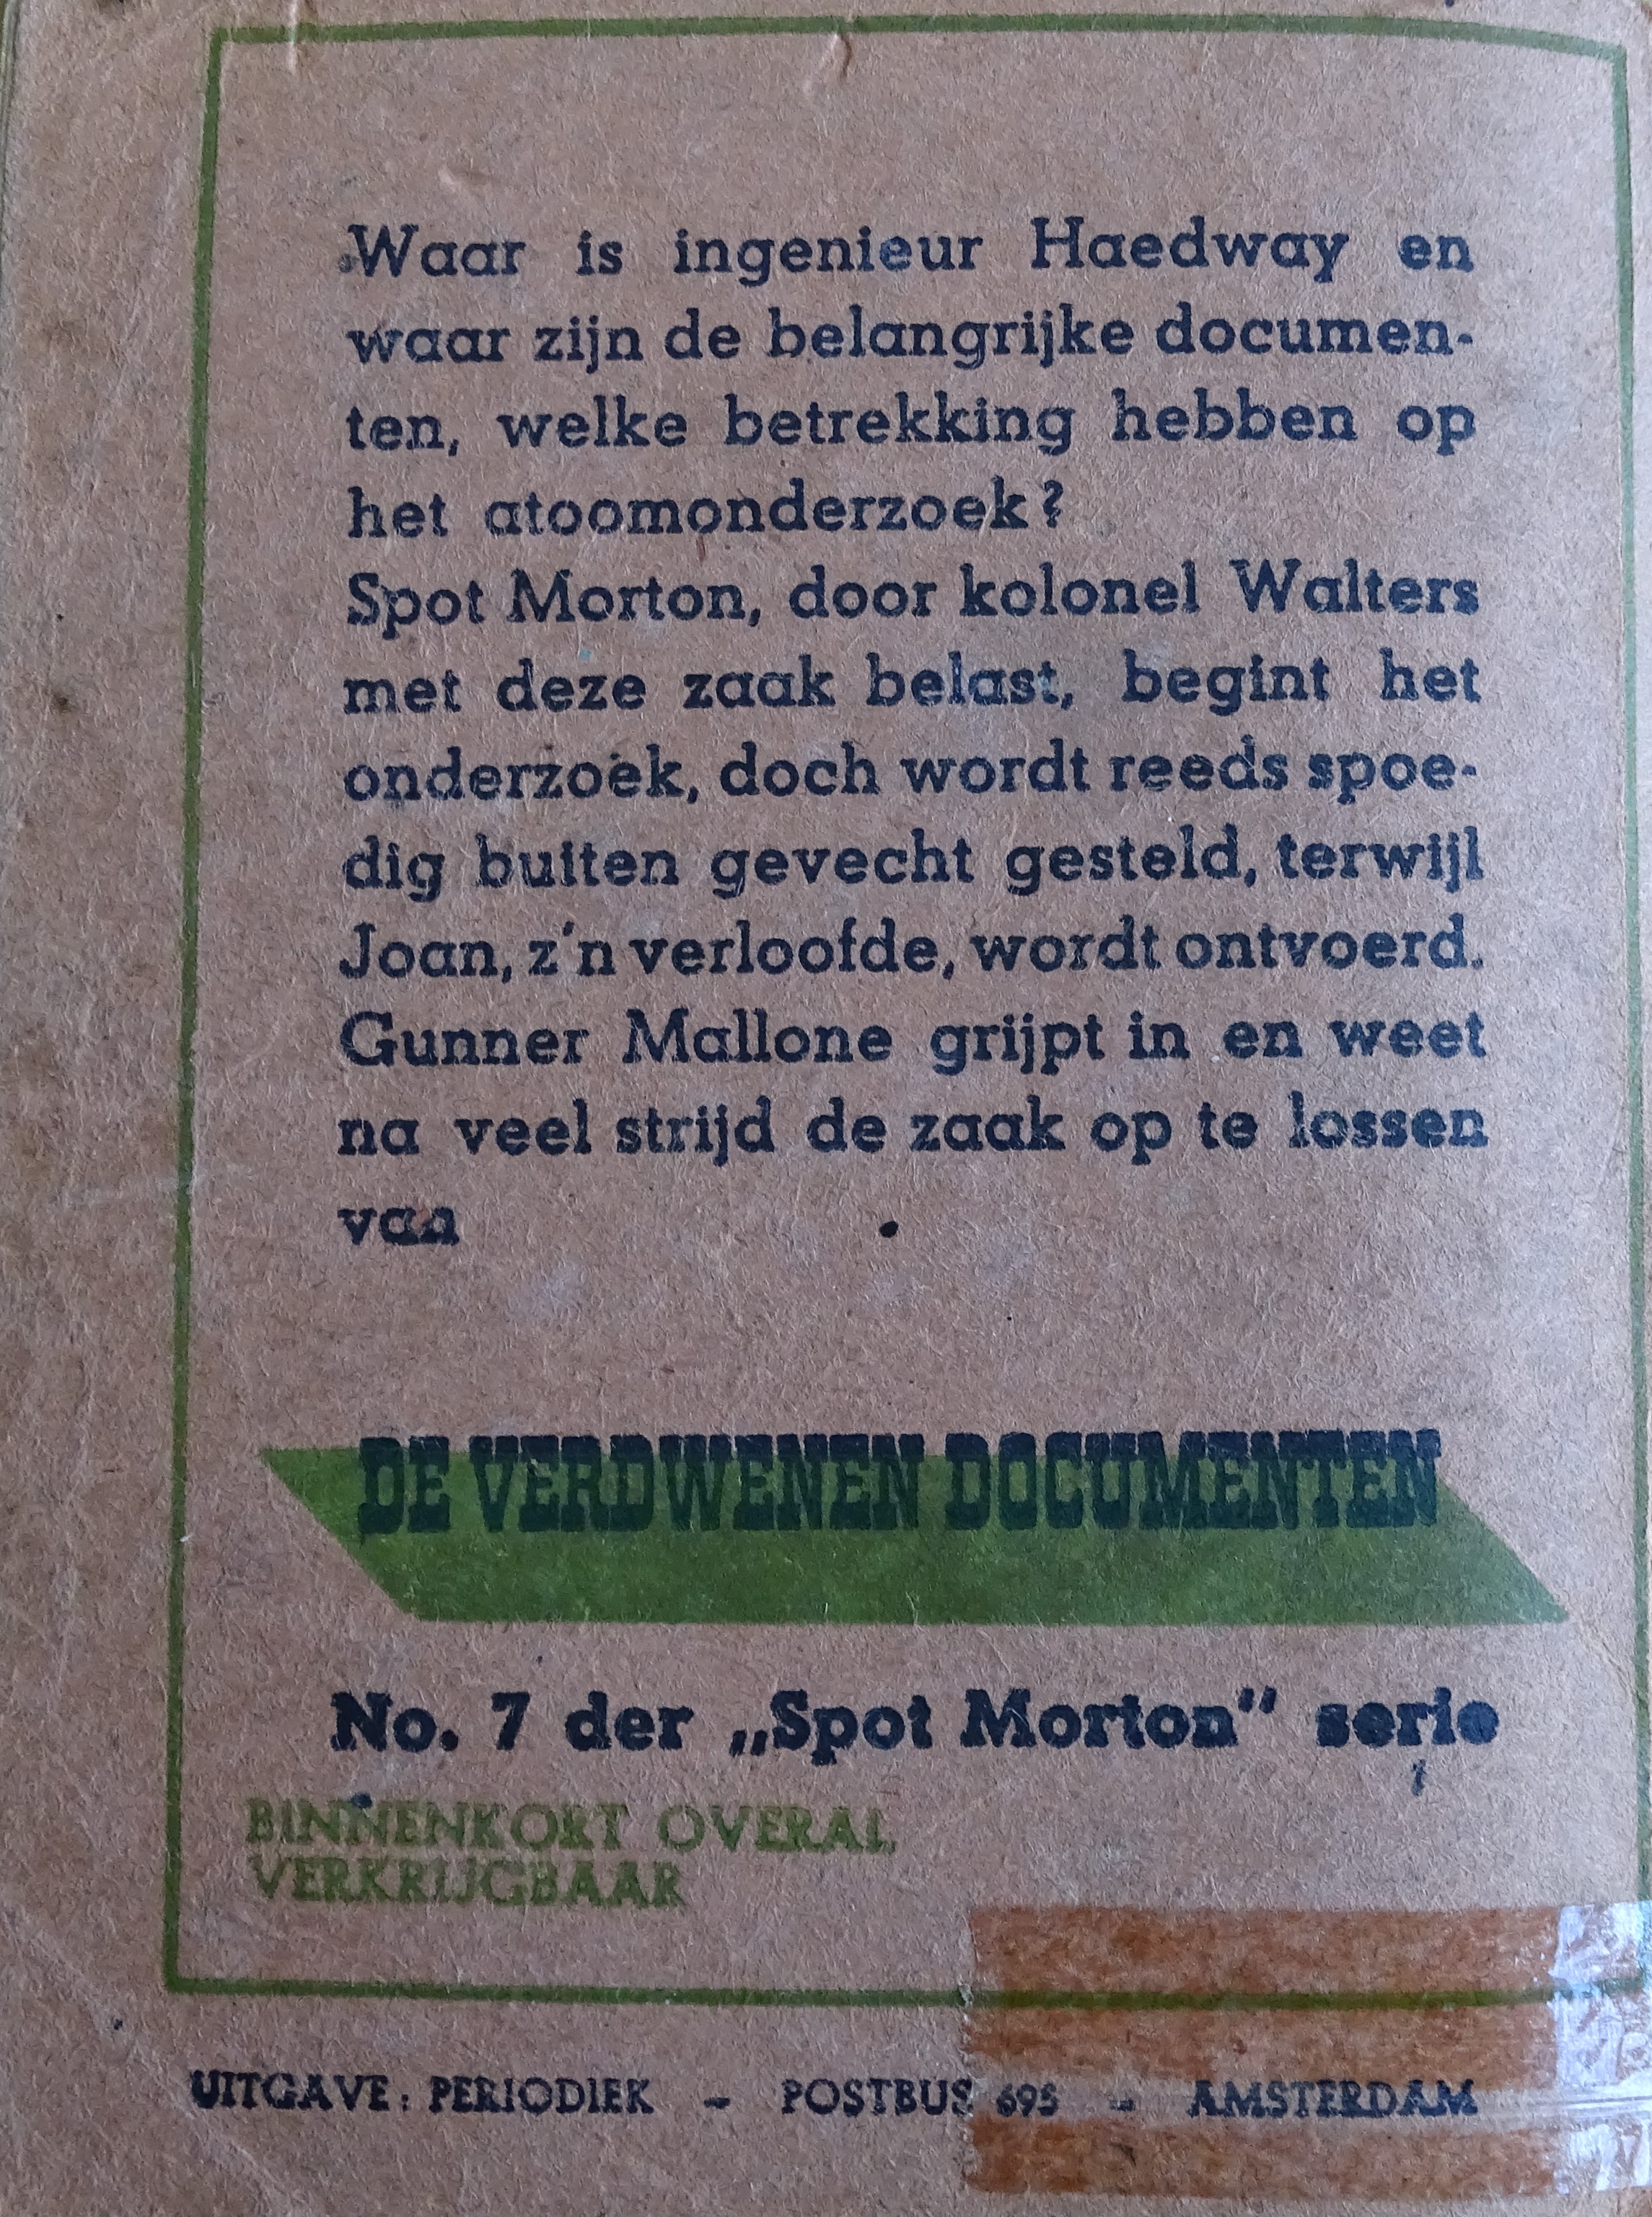 Waar is ingenieur Haedway en
waar zijn de belangrijke documen-
ten, welke betrekking hebben op
het atoomonderzoek?
Spot Morton, door kolonel Walters
met deze zaak belast, begint het
onderzoek, doch wordt reeds spoe-
dig buiten gevecht gesteld, terwijl
Joan, z'n verloofde, wordt ontvoerd.
Gunner Mallone grijpt in en weet
na veel strijd de zaak op te lossen
van
DE VERDWENEN DOCUMENTEN
No. 7 der „Spot Morton" serie
BINNENKORT OVERAL
VERKRIJGBAAR
UITGAVE: PERIODIEK - POSTBUS 695 - AMSTERDAM